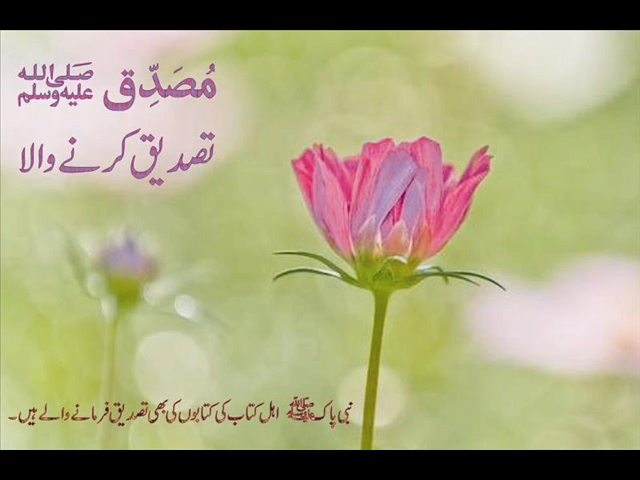 مُصَدِّق صلی اللہ علیہ وسلم
تصدیق کرنے والا
نبی پاک ﷺ اہل کتاب کی کتابوں کی بھی تصدریق فرمانے والے ہیں۔